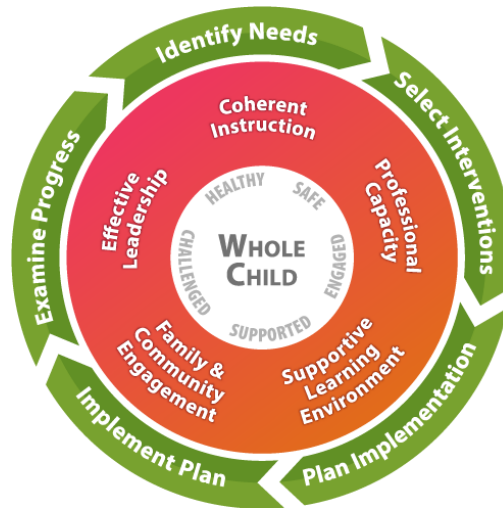 Identify Needs
Select Interventions
Plan Implementation
Implement Plan
Examine Progress
Coherent
Instruction
Professional
Capacity
Supportive
Learning
Environment
Family &
Community
Engagement
Effective
Leadership
HEALTHY
SAFE
ENGAGED
SUPPORTED
CHALLENGED
WHOLE
CHILD